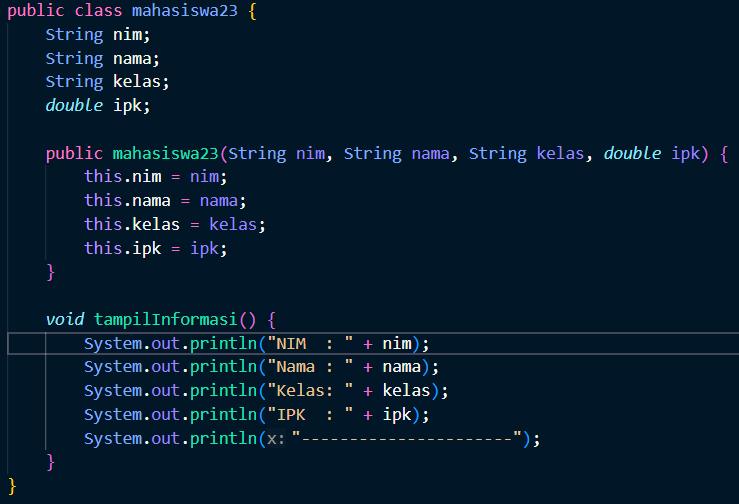 public class mahasiswa23 {
    String nim;
    String nama;
    String kelas;
    double ipk;

    public mahasiswa23(String nim, String nama, String kelas, double ipk) {
        this.nim = nim;
        this.nama = nama;
        this.kelas = kelas;
        this.ipk = ipk;
    }

    void tampilInformasi() {
        System.out.println("NIM  : " + nim);
        System.out.println("Nama : " + nama);
        System.out.println("Kelas: " + kelas);
        System.out.println("IPK  : " + ipk);
        System.out.println(x: "----------------------");
    }
}